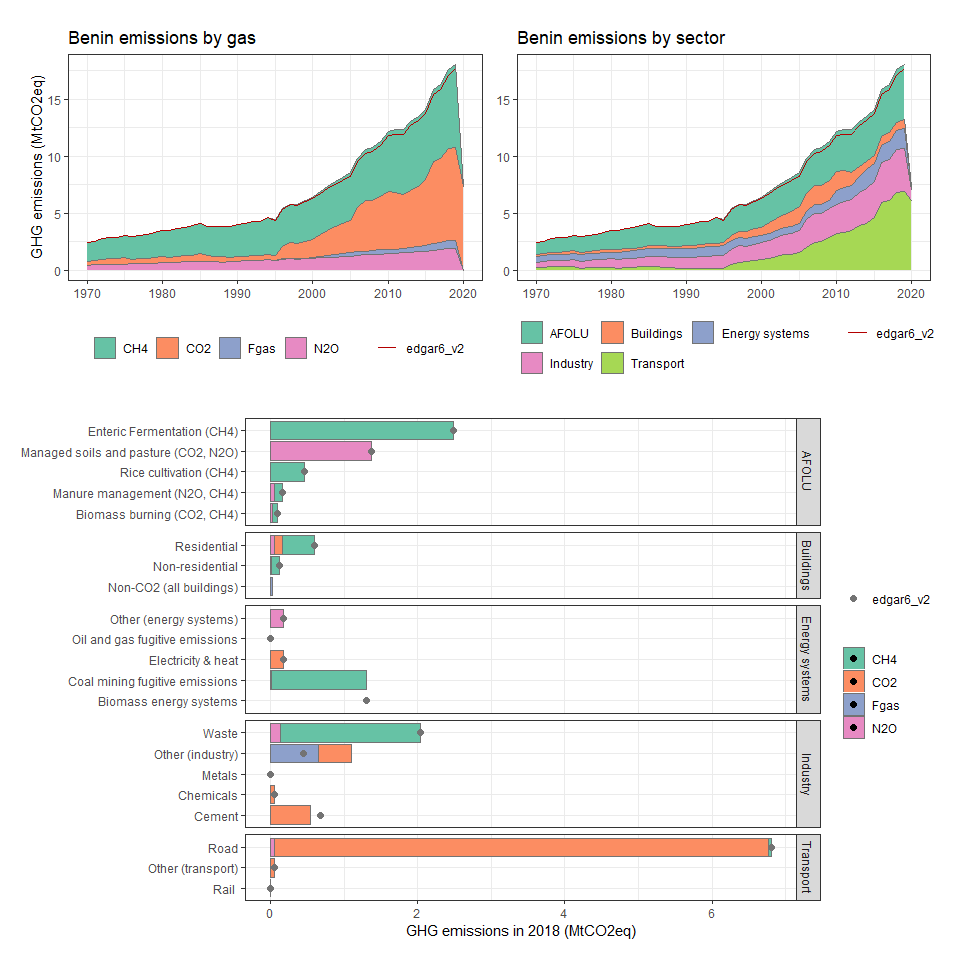 Benin emissions by gas
Benin emissions by sector
GHG emissions (MtCO2eq)
15
10
5
0
1970
1980
1990
2000
2010
2020
15
10
5
0
1970
1980
1990
2000
2010
2020
CH4
CO2
Fgas
N2O
edgar6_v2
AFOLU
Buildings
Energy systems
edgar6_v2
Industry
Transport
Enteric Fermentation (CH4)
Managed soils and pasture (CO2, N2O)
Rice cultivation (CH4)
Manure management (N2O, CH4)
Biomass burning (CO2, CH4)
AFOLU
Residential
Non-residential
Non-CO2 (all buildings)
Buildings
Other (energy systems)
Oil and gas fugitive emissions
Electricity & heat
Coal mining fugitive emissions
Biomass energy systems
Energy systems
Waste
Other (industry)
Metals
Chemicals
Cement
Industry
Road
Other (transport)
Rail
Transport
0
2
4
6
GHG emissions in 2018 (MtCO2eq)
edgar6_v2
CH4
CO2
Fgas
N2O